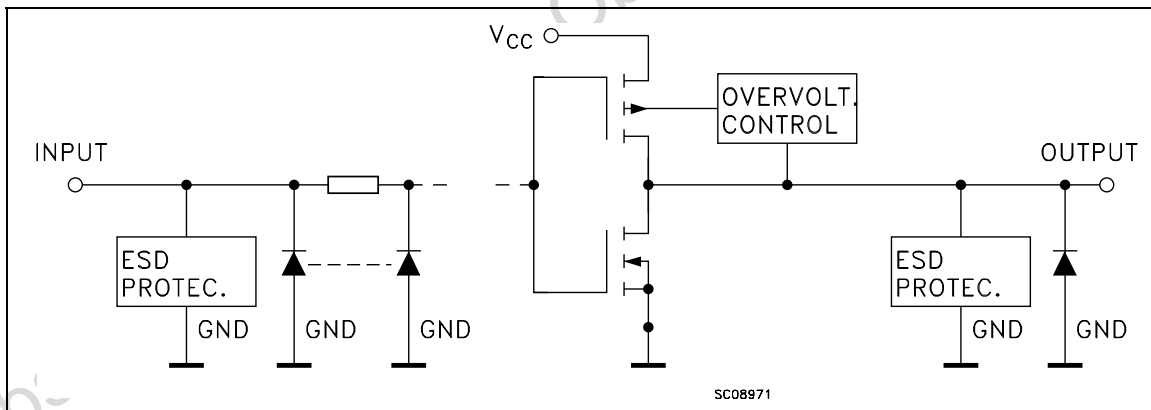 VCC
OVERVOLT.
CONTROL
INPUT
OUTPUT
ESD
PROTEC.
ESD
PROTEC.
GND
GND
GND
GND
GND
SC08971